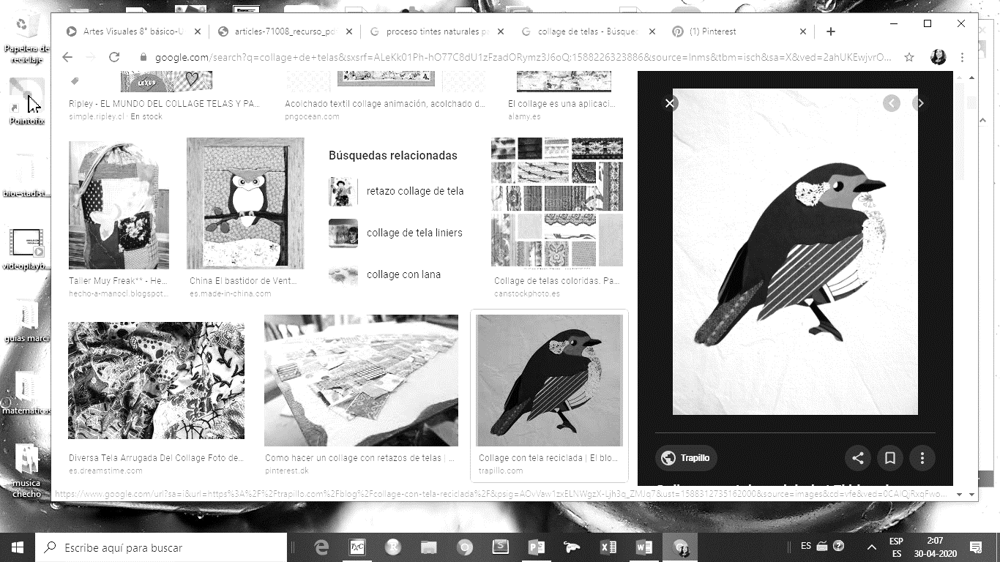 Papelera de
reciclaje
Pointofix
bioestadist...
videoplayb...
guias marci
matematicas
musica
checho
Artes Visuales 8° básico-U
articles-71008_recurso_pd
proceso tintes naturales p
collage de telas - Búsque
(1) Pinterest
google.com/search?q=collage+de+telas&sxsrf=ALeKk01Ph-hO77C8dU1zFzadORymz3J6nQ:1588226323886&source=lnms&tbm=isch&sa=X&ved=2ahUKEwjvrO...
LEXUS
Ripley - EL MUNDO DEL COLLAGE TELAS Y PA...
simple.ripley.cl · En stock
Acolchado textil collage animación, acolchado d...
pngocean.com
El collage es una aplicaci...
alamy.es
Búsquedas relacionadas
retazo collage de tela
collage de tela liniers
collage con lana
Taller Muy Freak** - He...
hecho-a-manocl.blogspot...
China El bastidor de Vent...
es.made-in-china.com
Collage de telas coloridas. Pa...
canstockphoto.es
Diversa Tela Arrugada Del Collage Foto de...
es.dreamstime.com
Como hacer un collage con retazos de telas | ...
pinterest.dk
Collage con tela reciclada | El blo...
trapillo.com
Trapillo
https://www.google.com/url?sa=i&url=https%3A%2F%2Ftrapillo.com%2Fblog%2Fcollage-con-tela-reciclada%2F&psig=AOvVaw1zxELNWgzX-Ljh3q_ZMJq7&ust=1588312735162000&source=images&cd=vfe&ved=0CAIQjRxqFwo...
Escribe aquí para buscar
ES
ESP
ES
2:07
30-04-2020